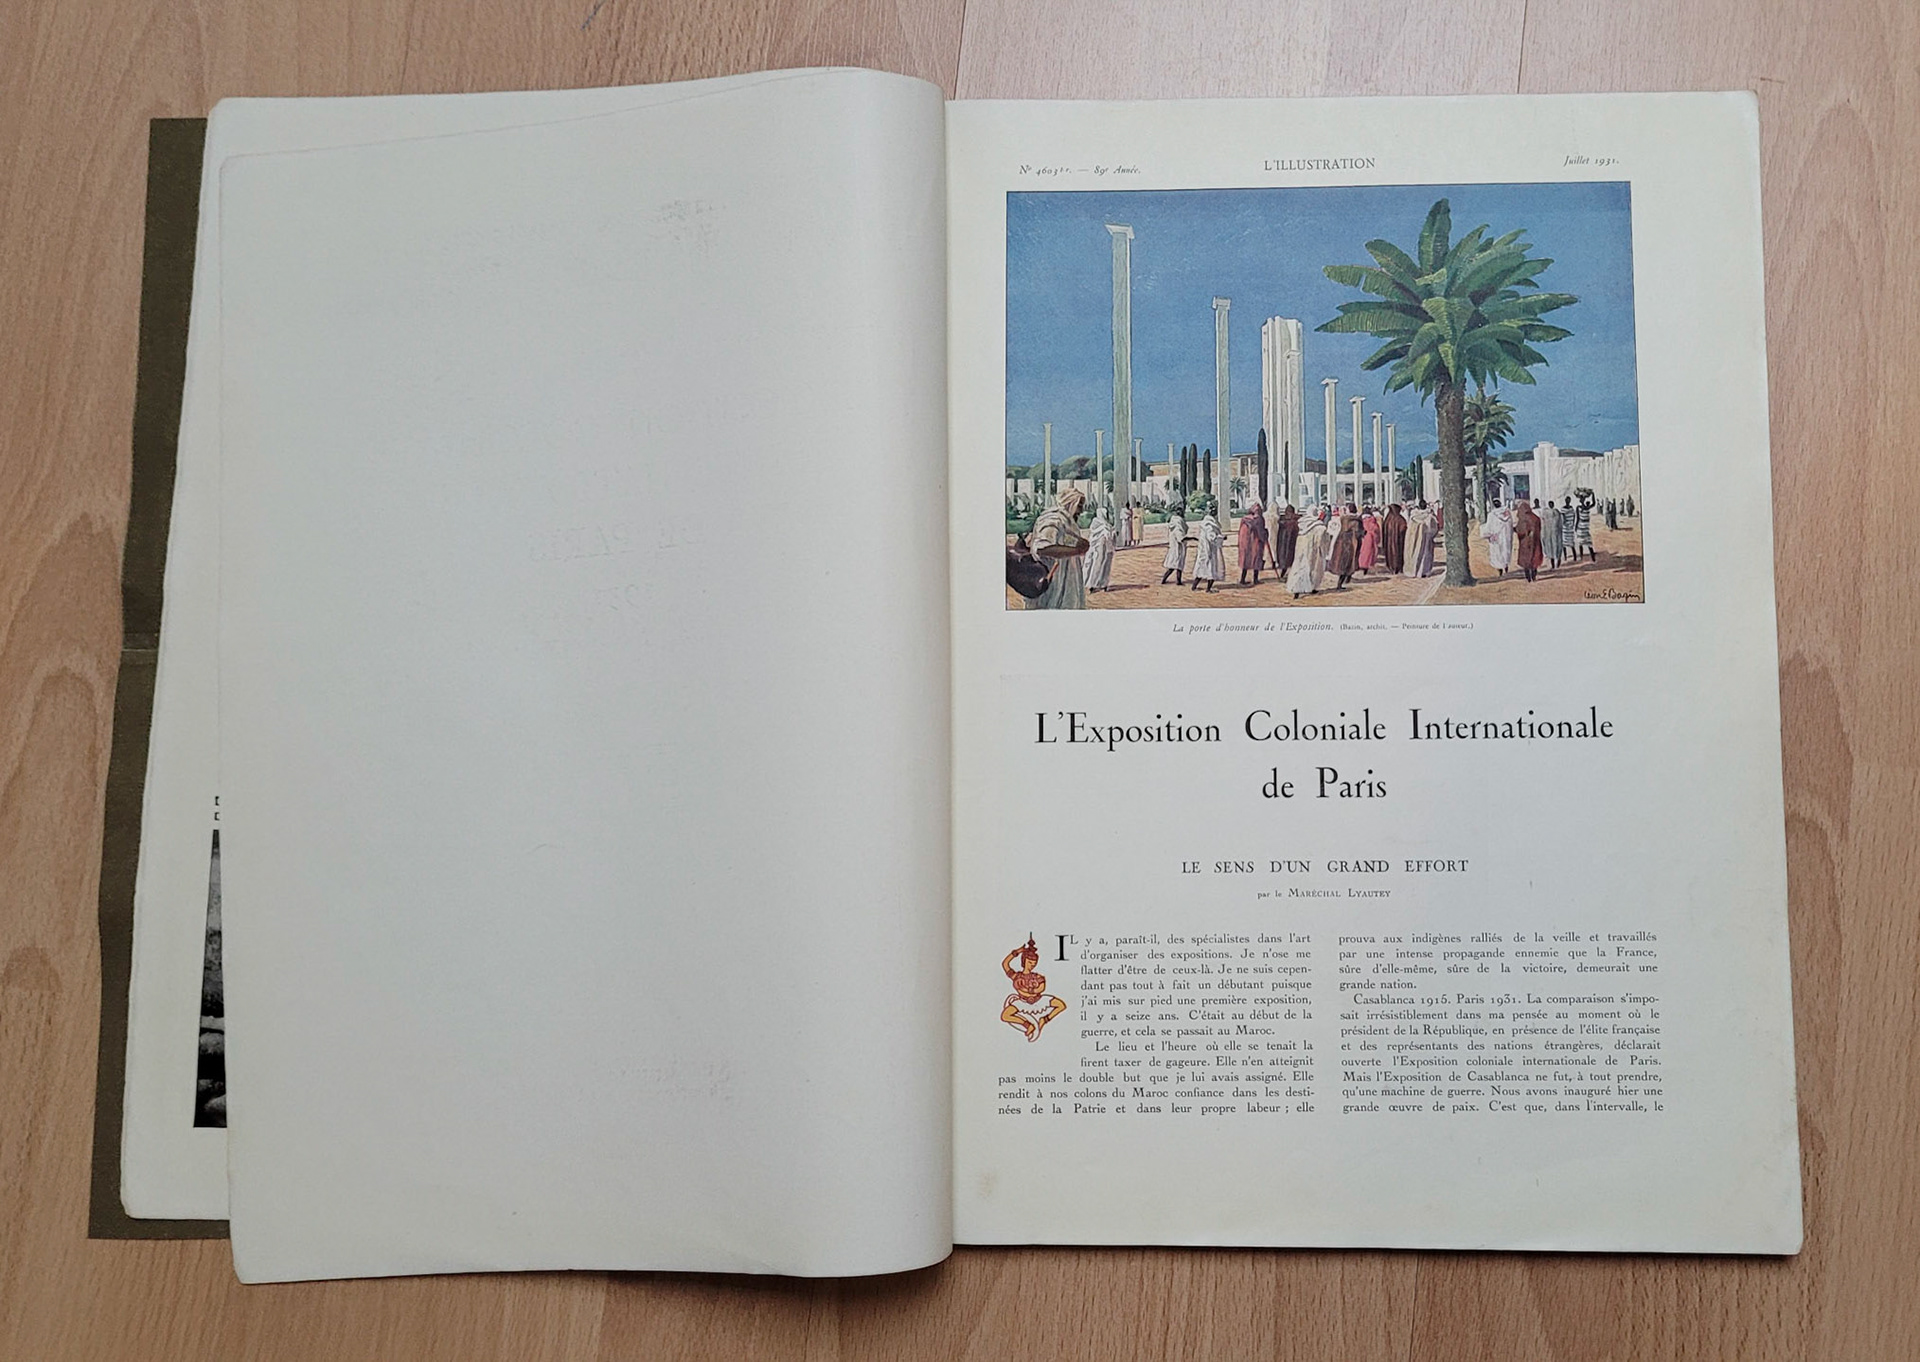 Nº 4603bis. — 89e Année.
L'ILLUSTRATION
Juillet 1931.
Léon E Bazin
La porte d'honneur de l'Exposition. (Bazin, archit. — Peinture de l'auteur.)
L'Exposition Coloniale Internationale
de Paris
LE SENS D'UN GRAND EFFORT
par le MARÉCHAL LYAUTEY
IL y a, paraît-il, des spécialistes dans l'art
d'organiser des expositions. Je n'ose me
flatter d'être de ceux-là. Je ne suis cepen-
dant pas tout à fait un débutant puisque
j'ai mis sur pied une première exposition,
il y a seize ans. C'était au début de la
guerre, et cela se passait au Maroc.
Le lieu et l'heure où elle se tenait la
firent taxer de gageure. Elle n'en atteignit
pas moins le double but que je lui avais assigné. Elle
rendit à nos colons du Maroc confiance dans les desti-
nées de la Patrie et dans leur propre labeur ; elle
prouva aux indigènes ralliés de la veille et travaillés
par une intense propagande ennemie que la France,
sûre d'elle-même, sûre de la victoire, demeurait une
grande nation.
Casablanca 1915. Paris 1931. La comparaison s'impo-
sait irrésistiblement dans ma pensée au moment où le
président de la République, en présence de l'élite française
et des représentants des nations étrangères, déclarait
ouverte l'Exposition coloniale internationale de Paris.
Mais l'Exposition de Casablanca ne fut, à tout prendre,
qu'une machine de guerre. Nous avons inauguré hier une
grande œuvre de paix. C'est que, dans l'intervalle, le